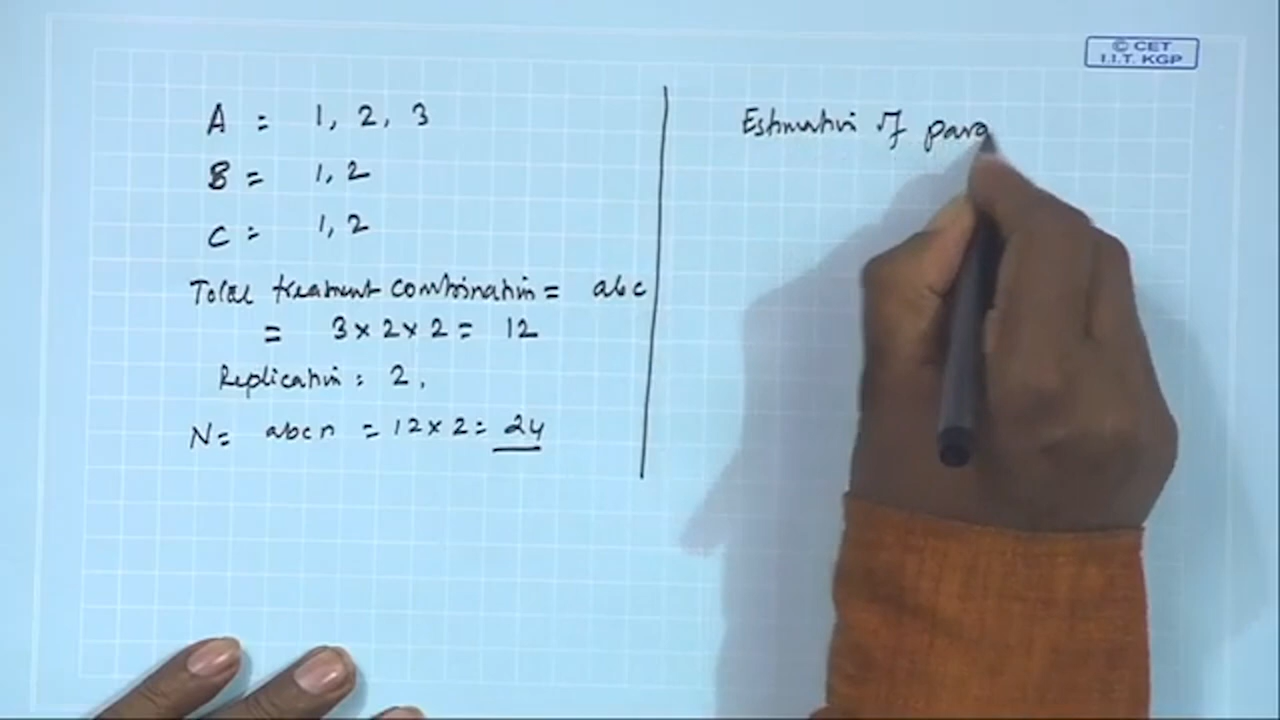 A = 1, 2, 3
B = 1, 2
C = 1, 2
Total treatment combination = abc
= 3 × 2 × 2 = 12
Replication = 2,
N = abcn = 12 × 2 = 24
Estimation of para
© CET
I.I.T. KGP